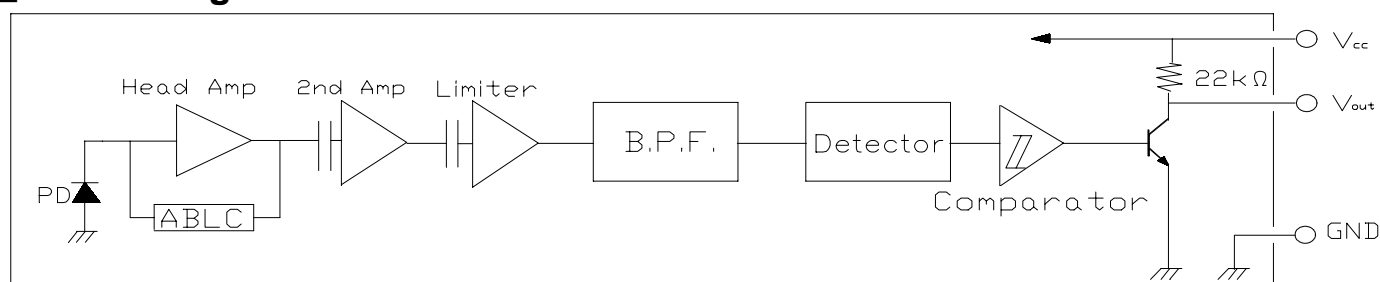 Vcc
Head Amp
2nd Amp
Limiter
22kΩ
Vout
B.P.F.
Detector
PD
ABLC
Comparator
GND